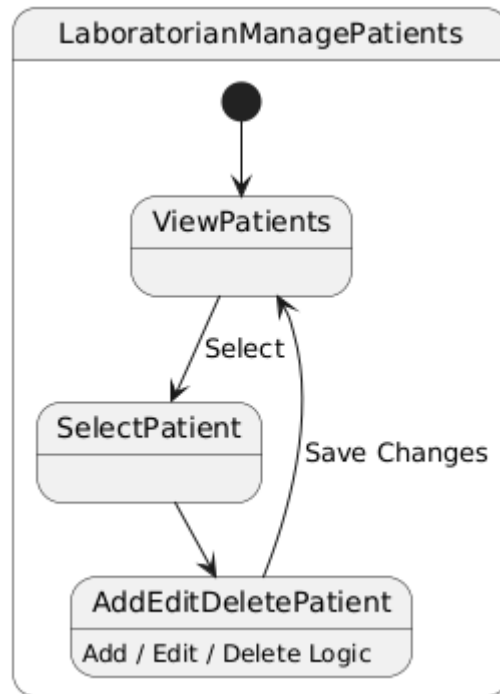 LaboratorianManagePatients
ViewPatients
Select
SelectPatient
Save Changes
AddEditDeletePatient
Add / Edit / Delete Logic